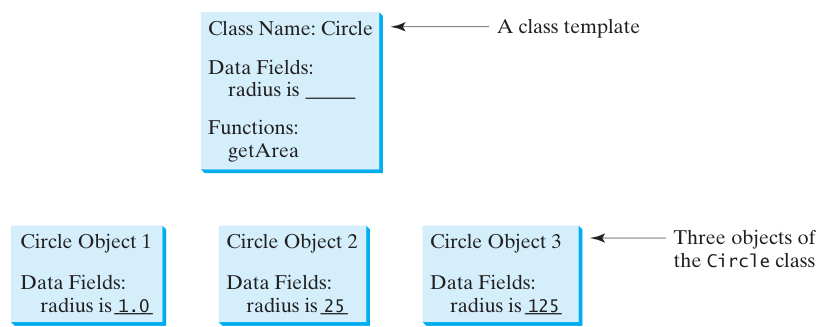 Class Name: Circle
A class template
Data Fields:
radius is _____
Functions:
getArea
Circle Object 1
Data Fields:
radius is 1.0
Circle Object 2
Data Fields:
radius is 25
Circle Object 3
Data Fields:
radius is 125
Three objects of
the Circle class